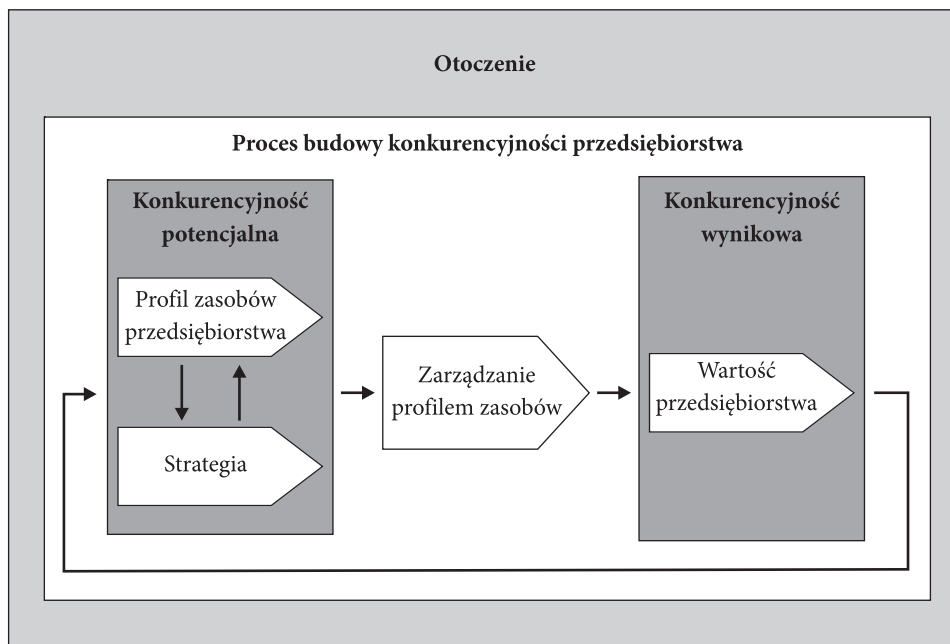 Otoczenie
Proces budowy konkurencyjności przedsiębiorstwa
Konkurencyjność
potencjalna
Profil zasobów
przedsiębiorstwa
Strategia
Zarządzanie
profilem zasobów
Konkurencyjność
wynikowa
Wartość
przedsiębiorstwa